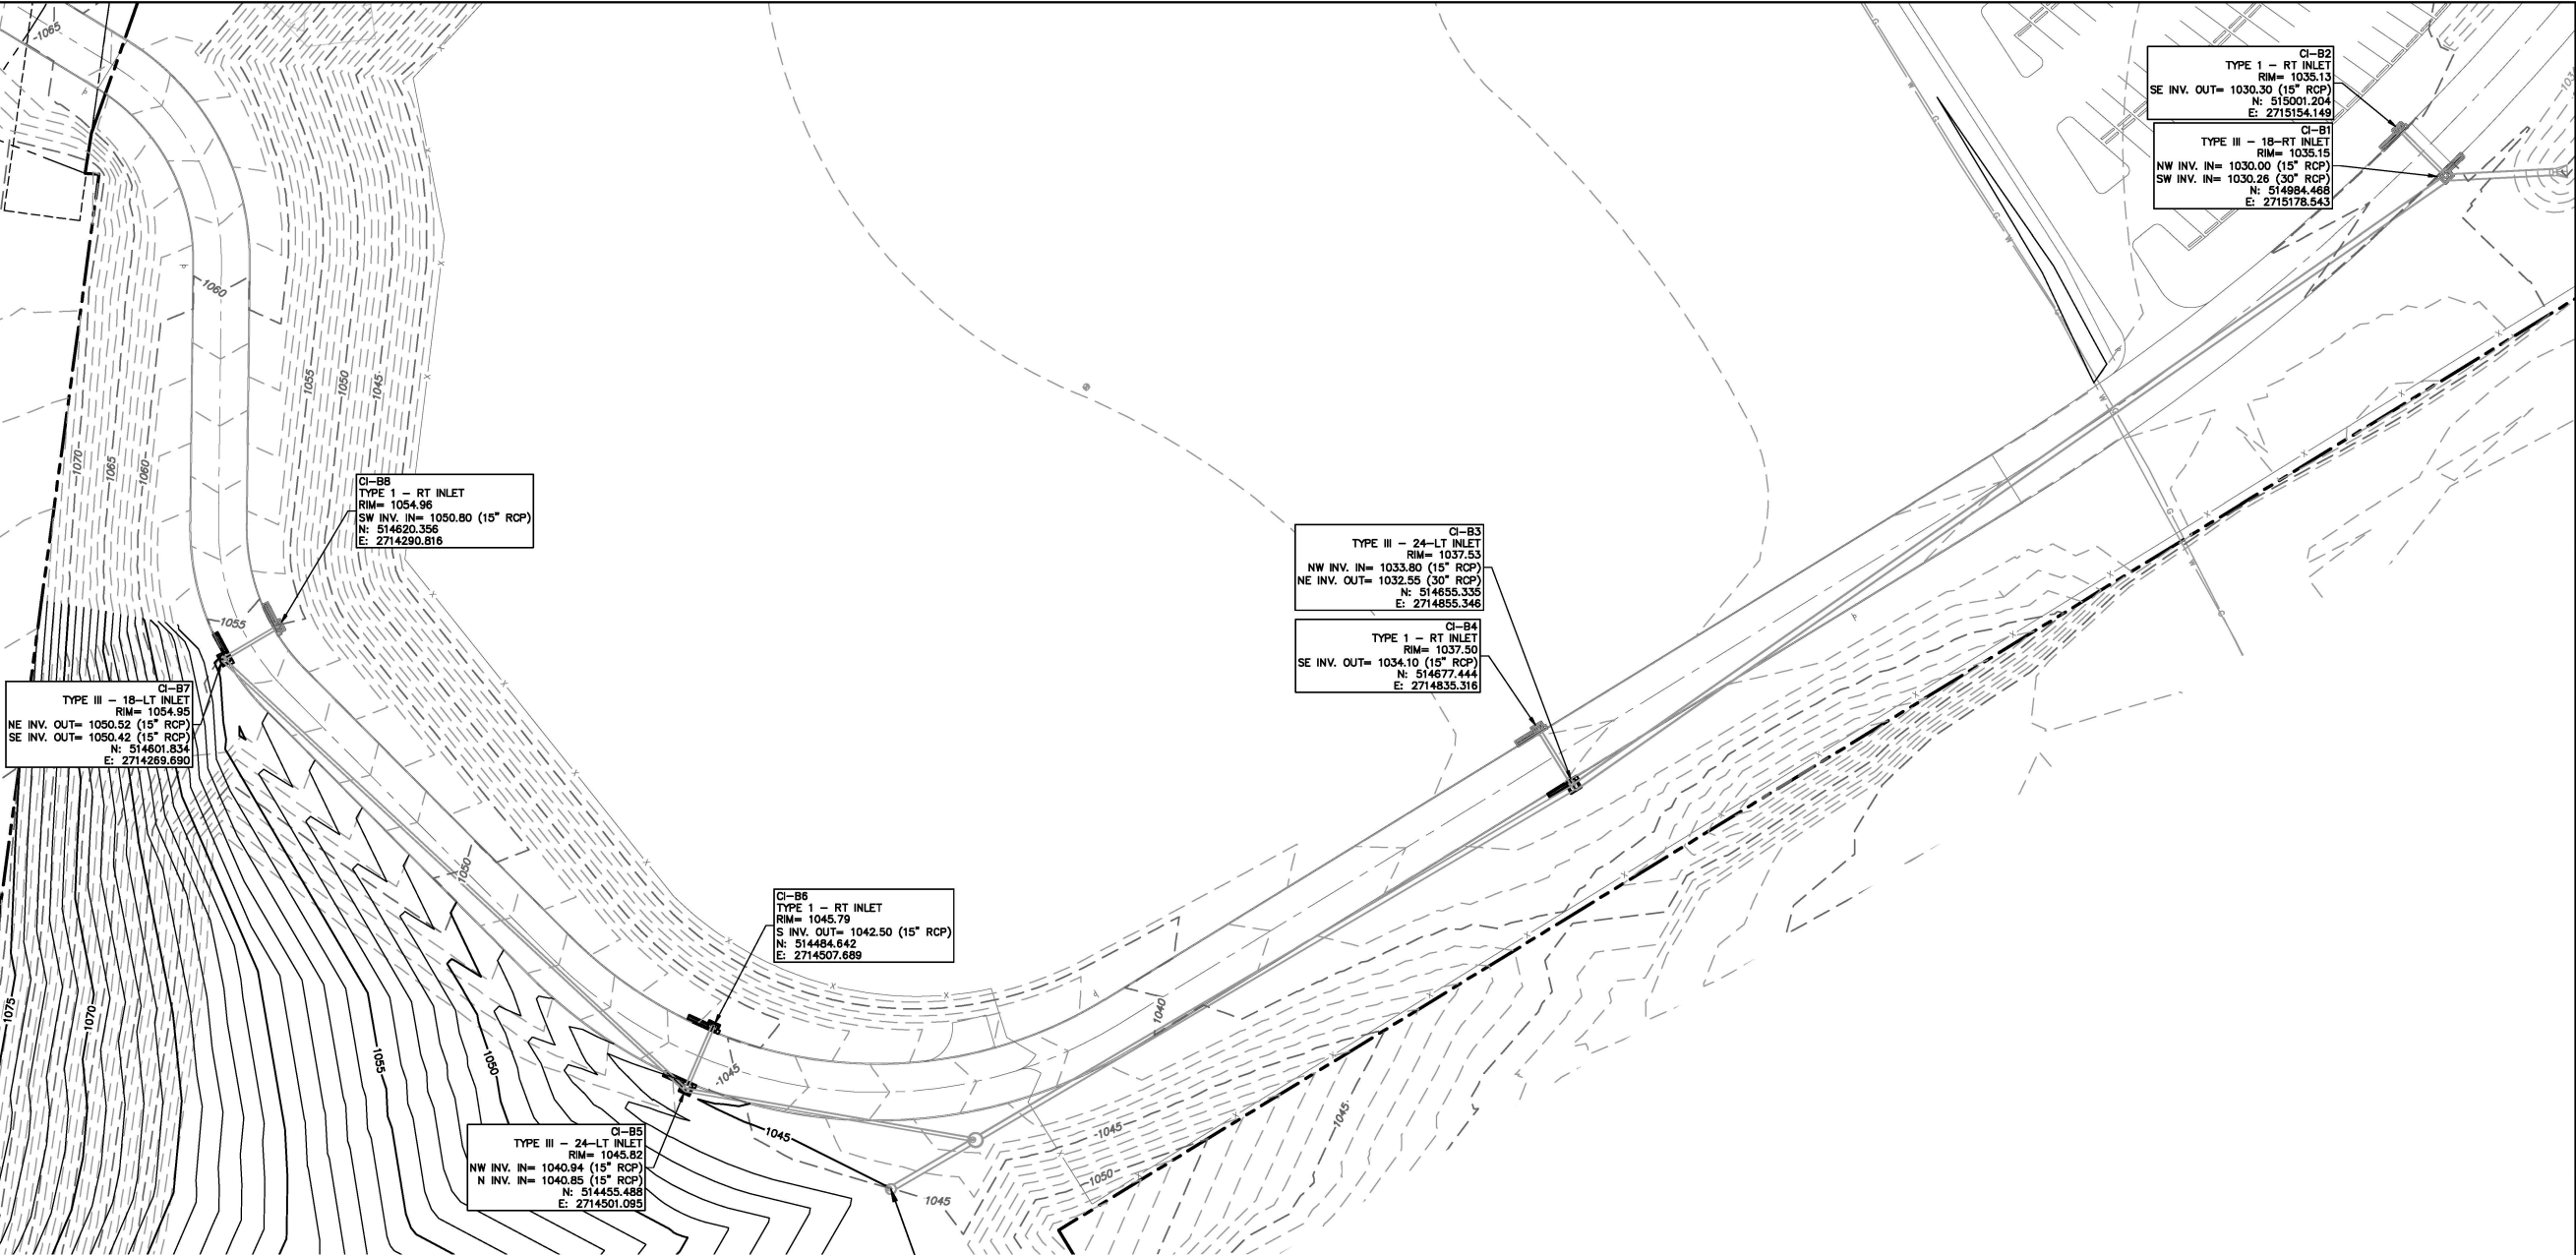 1065
CI-B2
TYPE 1 - RT INLET
RIM= 1035.13
SE INV. OUT= 1030.30 (15" RCP)
N: 515001.204
E: 2715154.149
CI-B1
TYPE III - 18-RT INLET
RIM= 1035.15
NW INV. IN= 1030.00 (15" RCP)
SW INV. IN= 1030.26 (30" RCP)
N: 514984.468
E: 2715178.543
1060
1055
1050
1045
1070
1065
1060
CI-B8
TYPE 1 - RT INLET
RIM= 1054.96
SW INV. IN= 1050.80 (15" RCP)
N: 514620.356
E: 2714290.816
CI-B3
TYPE III - 24-LT INLET
RIM= 1037.53
NW INV. IN= 1033.80 (15" RCP)
NE INV. OUT= 1032.55 (30" RCP)
N: 514655.335
E: 2714855.346
CI-B4
TYPE 1 - RT INLET
RIM= 1037.50
SE INV. OUT= 1034.10 (15" RCP)
N: 514677.444
E: 2714835.316
1055
CI-B7
TYPE III - 18-LT INLET
RIM= 1054.95
NE INV. OUT= 1050.52 (15" RCP)
SE INV. OUT= 1050.42 (15" RCP)
N: 514601.834
E: 2714269.690
1050
CI-B6
TYPE 1 - RT INLET
RIM= 1045.79
S INV. OUT= 1042.50 (15" RCP)
N: 514484.642
E: 2714507.689
1075
1070
1055
1050
1040
1045
1045
1045
1045
1050
1045
CI-B5
TYPE III - 24-LT INLET
RIM= 1045.82
NW INV. IN= 1040.94 (15" RCP)
N INV. IN= 1040.85 (15" RCP)
N: 514455.488
E: 2714501.095